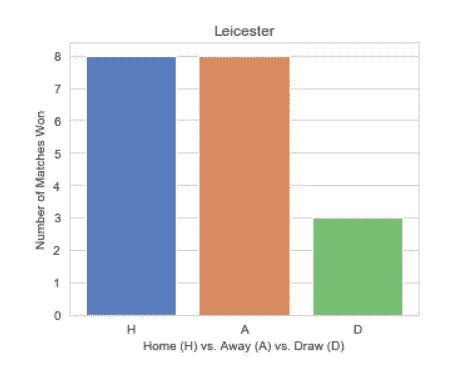 Leicester
8
7
6
5
4
3
2
1
0
Number of Matches Won
H A D
Home (H) vs. Away (A) vs. Draw (D)